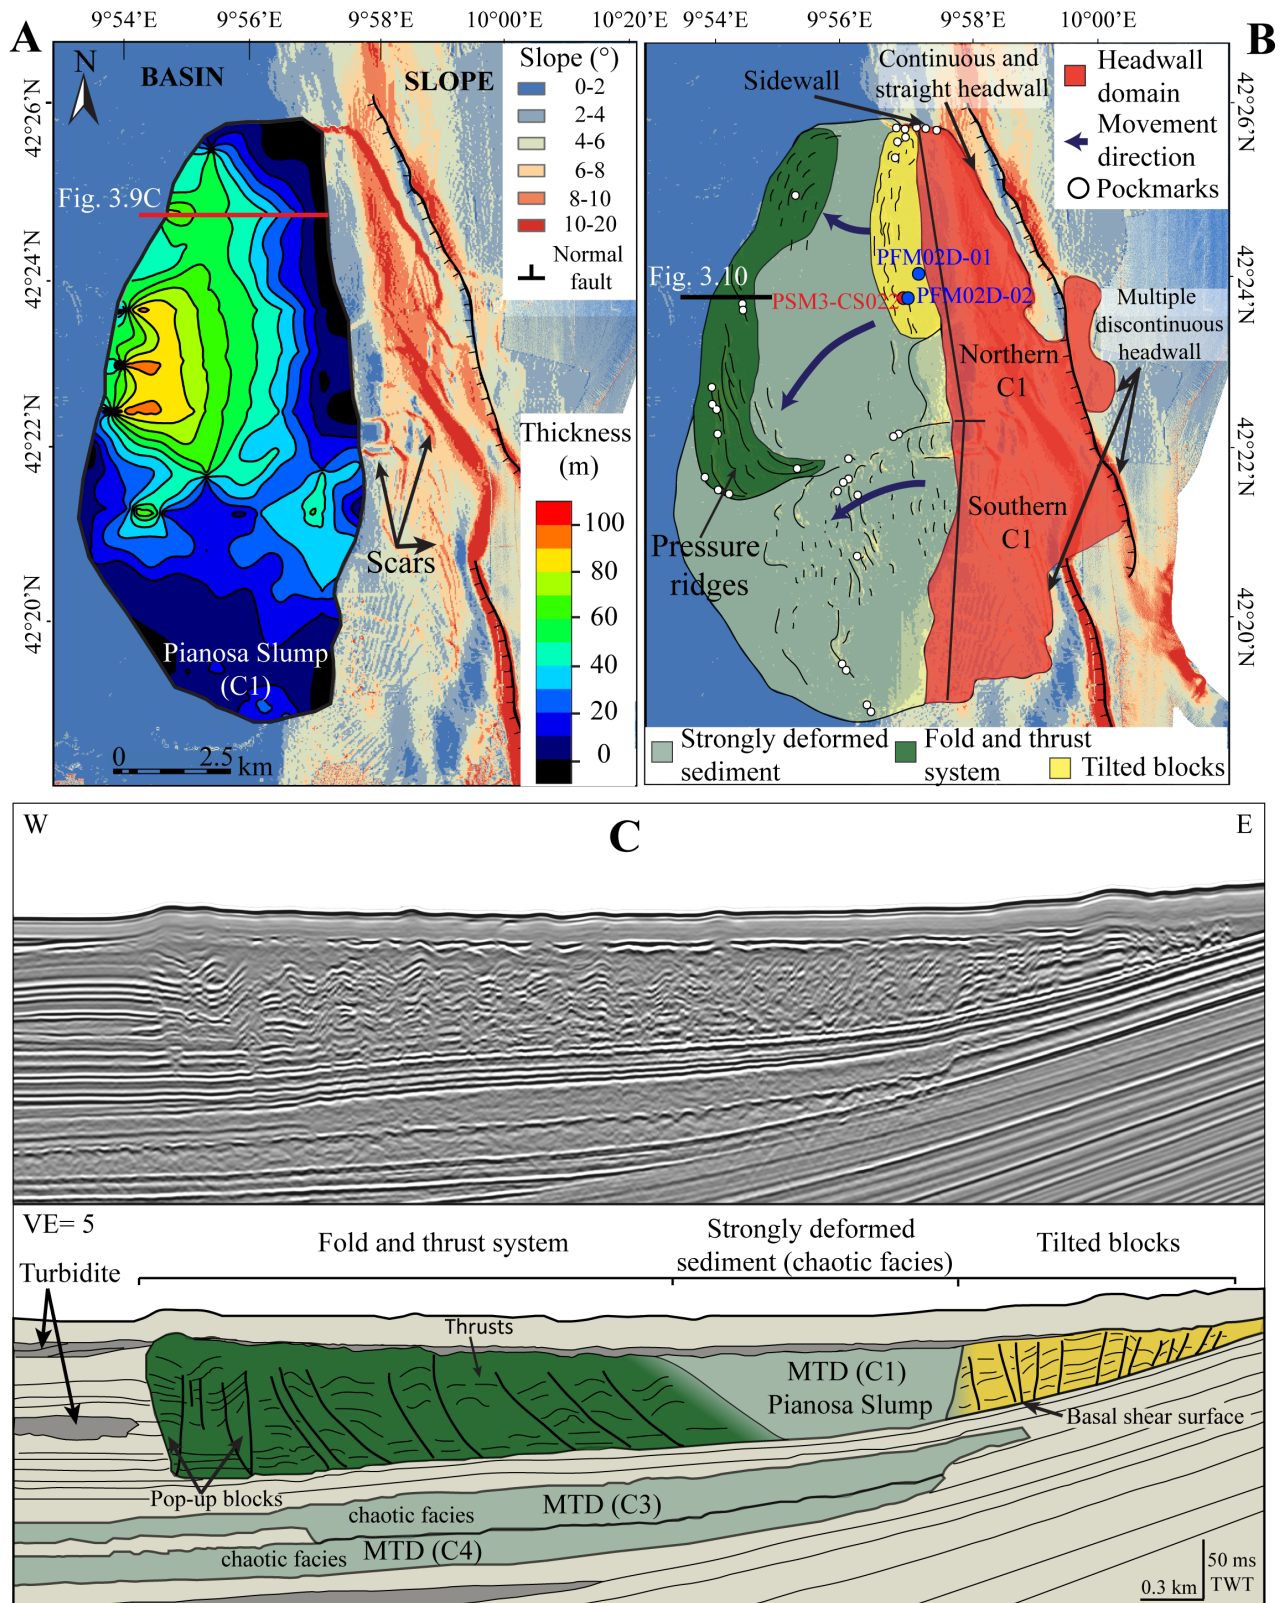 A
9°54’E
9°56’E
9°58’E
10°00’E
10°20’E
42°26’N
42°24’N
42°22’N
42°20’N
N
BASIN
SLOPE
Slope (°)
0-2
2-4
4-6
6-8
8-10
10-20
Normal
fault
Fig. 3.9C
Thickness
(m)
100
80
60
40
20
0
Scars
Pianosa Slump
(C1)
0
2.5
km
B
9°54’E
9°56’E
9°58’E
10°00’E
42°26’N
42°24’N
42°22’N
42°20’N
Sidewall
Continuous and
straight headwall
Headwall
domain
Movement
direction
Pockmarks
PFM02D-01
Fig. 3.10
PSM3-CS022
PFM02D-02
Multiple
discontinuous
headwall
Northern
C1
Southern
C1
Pressure
ridges
Strongly deformed
sediment
Fold and thrust
system
Tilted blocks
W
C
E
VE= 5
Fold and thrust system
Strongly deformed
sediment (chaotic facies)
Tilted blocks
Turbidite
Thrusts
MTD (C1)
Pianosa Slump
Basal shear surface
Pop-up blocks
chaotic facies
MTD (C3)
chaotic facies
MTD (C4)
50 ms
TWT
0.3 km